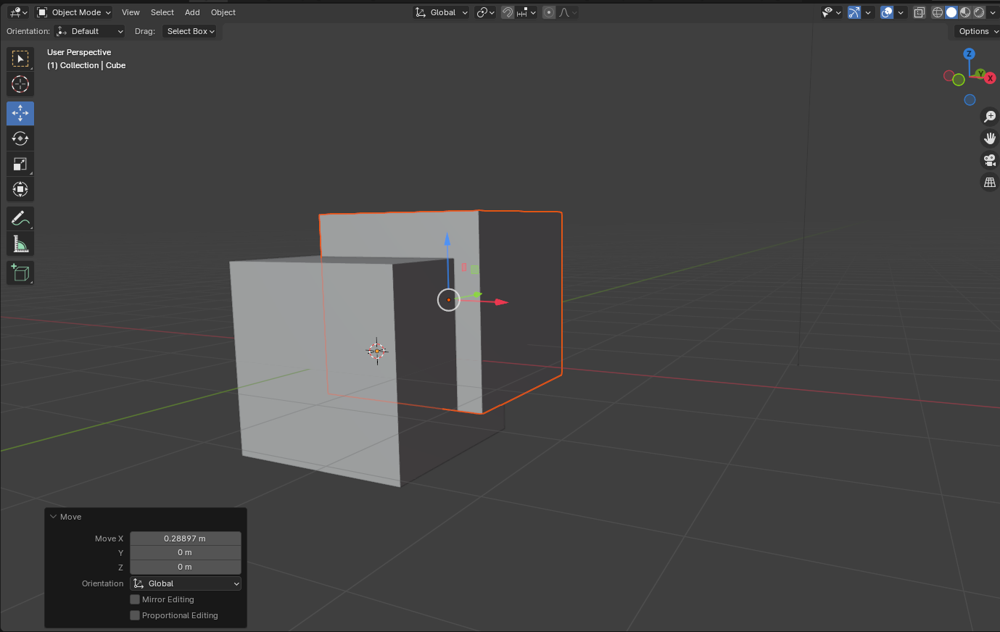 Object Mode View Select Add Object Global
Orientation: Default Drag: Select Box Options
User Perspective
(1) Collection | Cube
Z
Y
X
Move
Move X 0.28897 m
Y 0 m
Z 0 m
Orientation Global
Mirror Editing
Proportional Editing